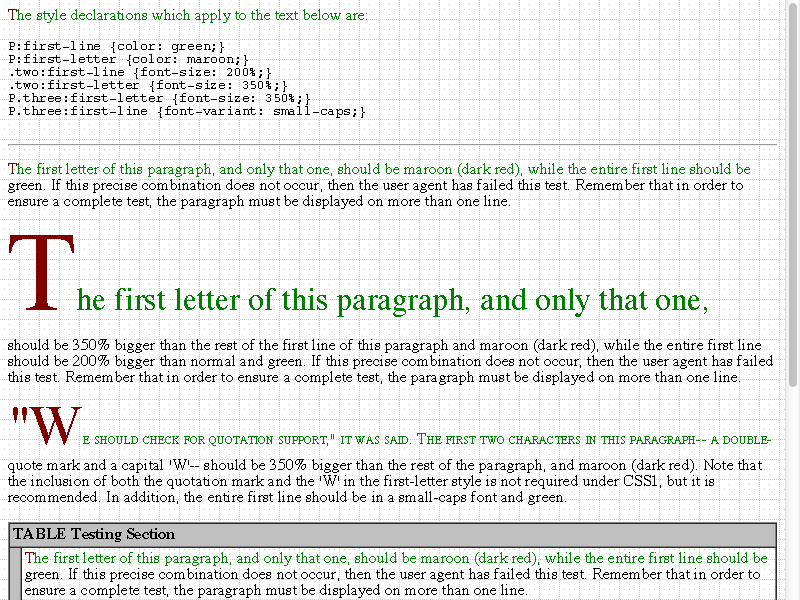 The style declarations which apply to the text below are:
P:first-line {color: green;}
P:first-letter {color: maroon;}
.two:first-line {font-size: 200%;}
.two:first-letter {font-size: 350%;}
P.three:first-letter {font-size: 350%;}
P.three:first-line {font-variant: small-caps;}
The first letter of this paragraph, and only that one, should be maroon (dark red), while the entire first line should be
green. If this precise combination does not occur, then the user agent has failed this test. Remember that in order to
ensure a complete test, the paragraph must be displayed on more than one line.
The first letter of this paragraph, and only that one,
should be 350% bigger than the rest of the first line of this paragraph and maroon (dark red), while the entire first line
should be 200% bigger than normal and green. If this precise combination does not occur, then the user agent has failed
this test. Remember that in order to ensure a complete test, the paragraph must be displayed on more than one line.
"We should check for quotation support," it was said. The first two characters in this paragraph-- a double-
quote mark and a capital 'W'-- should be 350% bigger than the rest of the paragraph, and maroon (dark red). Note that
the inclusion of both the quotation mark and the 'W' in the first-letter style is not required under CSS1, but it is
recommended. In addition, the entire first line should be in a small-caps font and green.
TABLE Testing Section
The first letter of this paragraph, and only that one, should be maroon (dark red), while the entire first line should be
green. If this precise combination does not occur, then the user agent has failed this test. Remember that in order to
ensure a complete test, the paragraph must be displayed on more than one line.